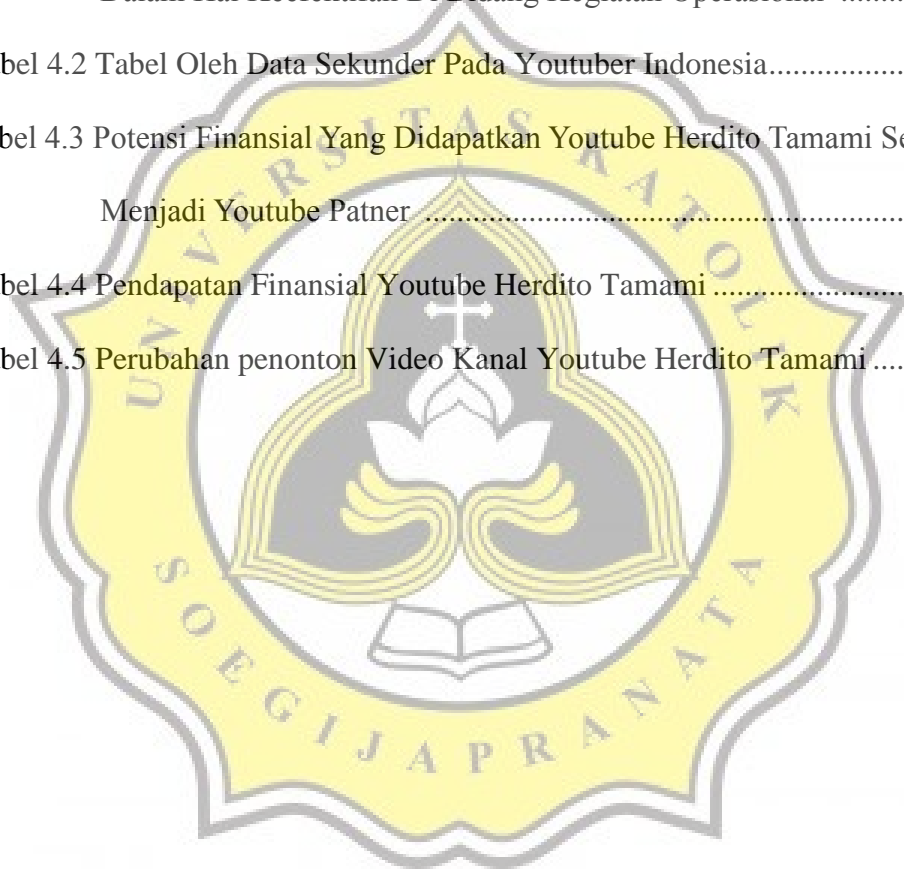 Dalam Hal Keefektifan Di Bidang Kegiatan Operasional .........
bel 4.2 Tabel Oleh Data Sekunder Pada Youtuber Indonesia..................
bel 4.3 Potensi Finansial Yang Didapatkan Youtube Herdito Tamami Se
Menjadi Youtube Patner ................................................................
bel 4.4 Pendapatan Finansial Youtube Herdito Tamami .........................
bel 4.5 Perubahan penonton Video Kanal Youtube Herdito Tamami ....
UNIVERSITAS KATOLIK
SOEGIJAPRANATA